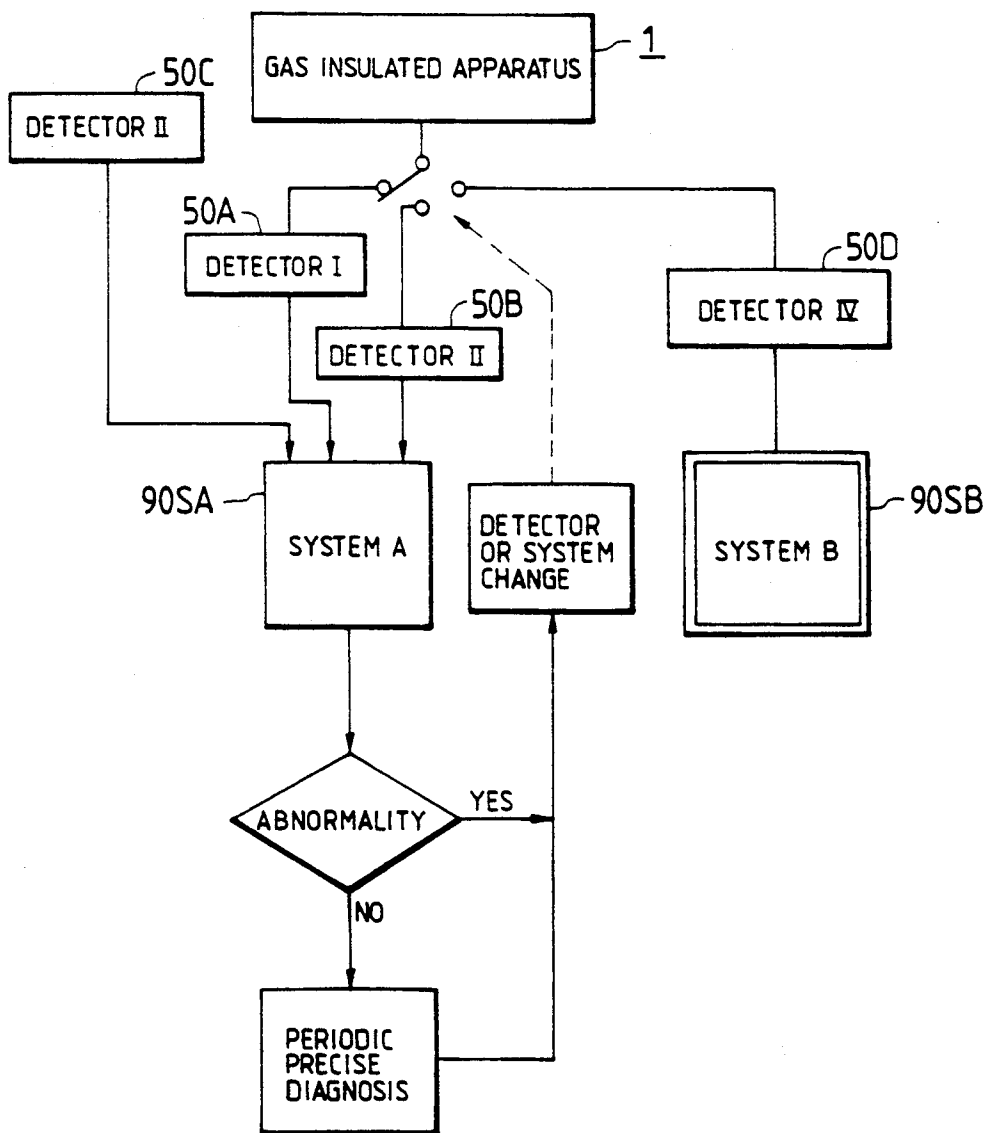 GAS INSULATED APPARATUS
1
50C
DETECTOR II
50A
DETECTOR I
50B
DETECTOR II
50D
DETECTOR IV
90SA
SYSTEM A
DETECTOR
OR SYSTEM
CHANGE
90SB
SYSTEM B
ABNORMALITY
YES
NO
PERIODIC
PRECISE
DIAGNOSIS